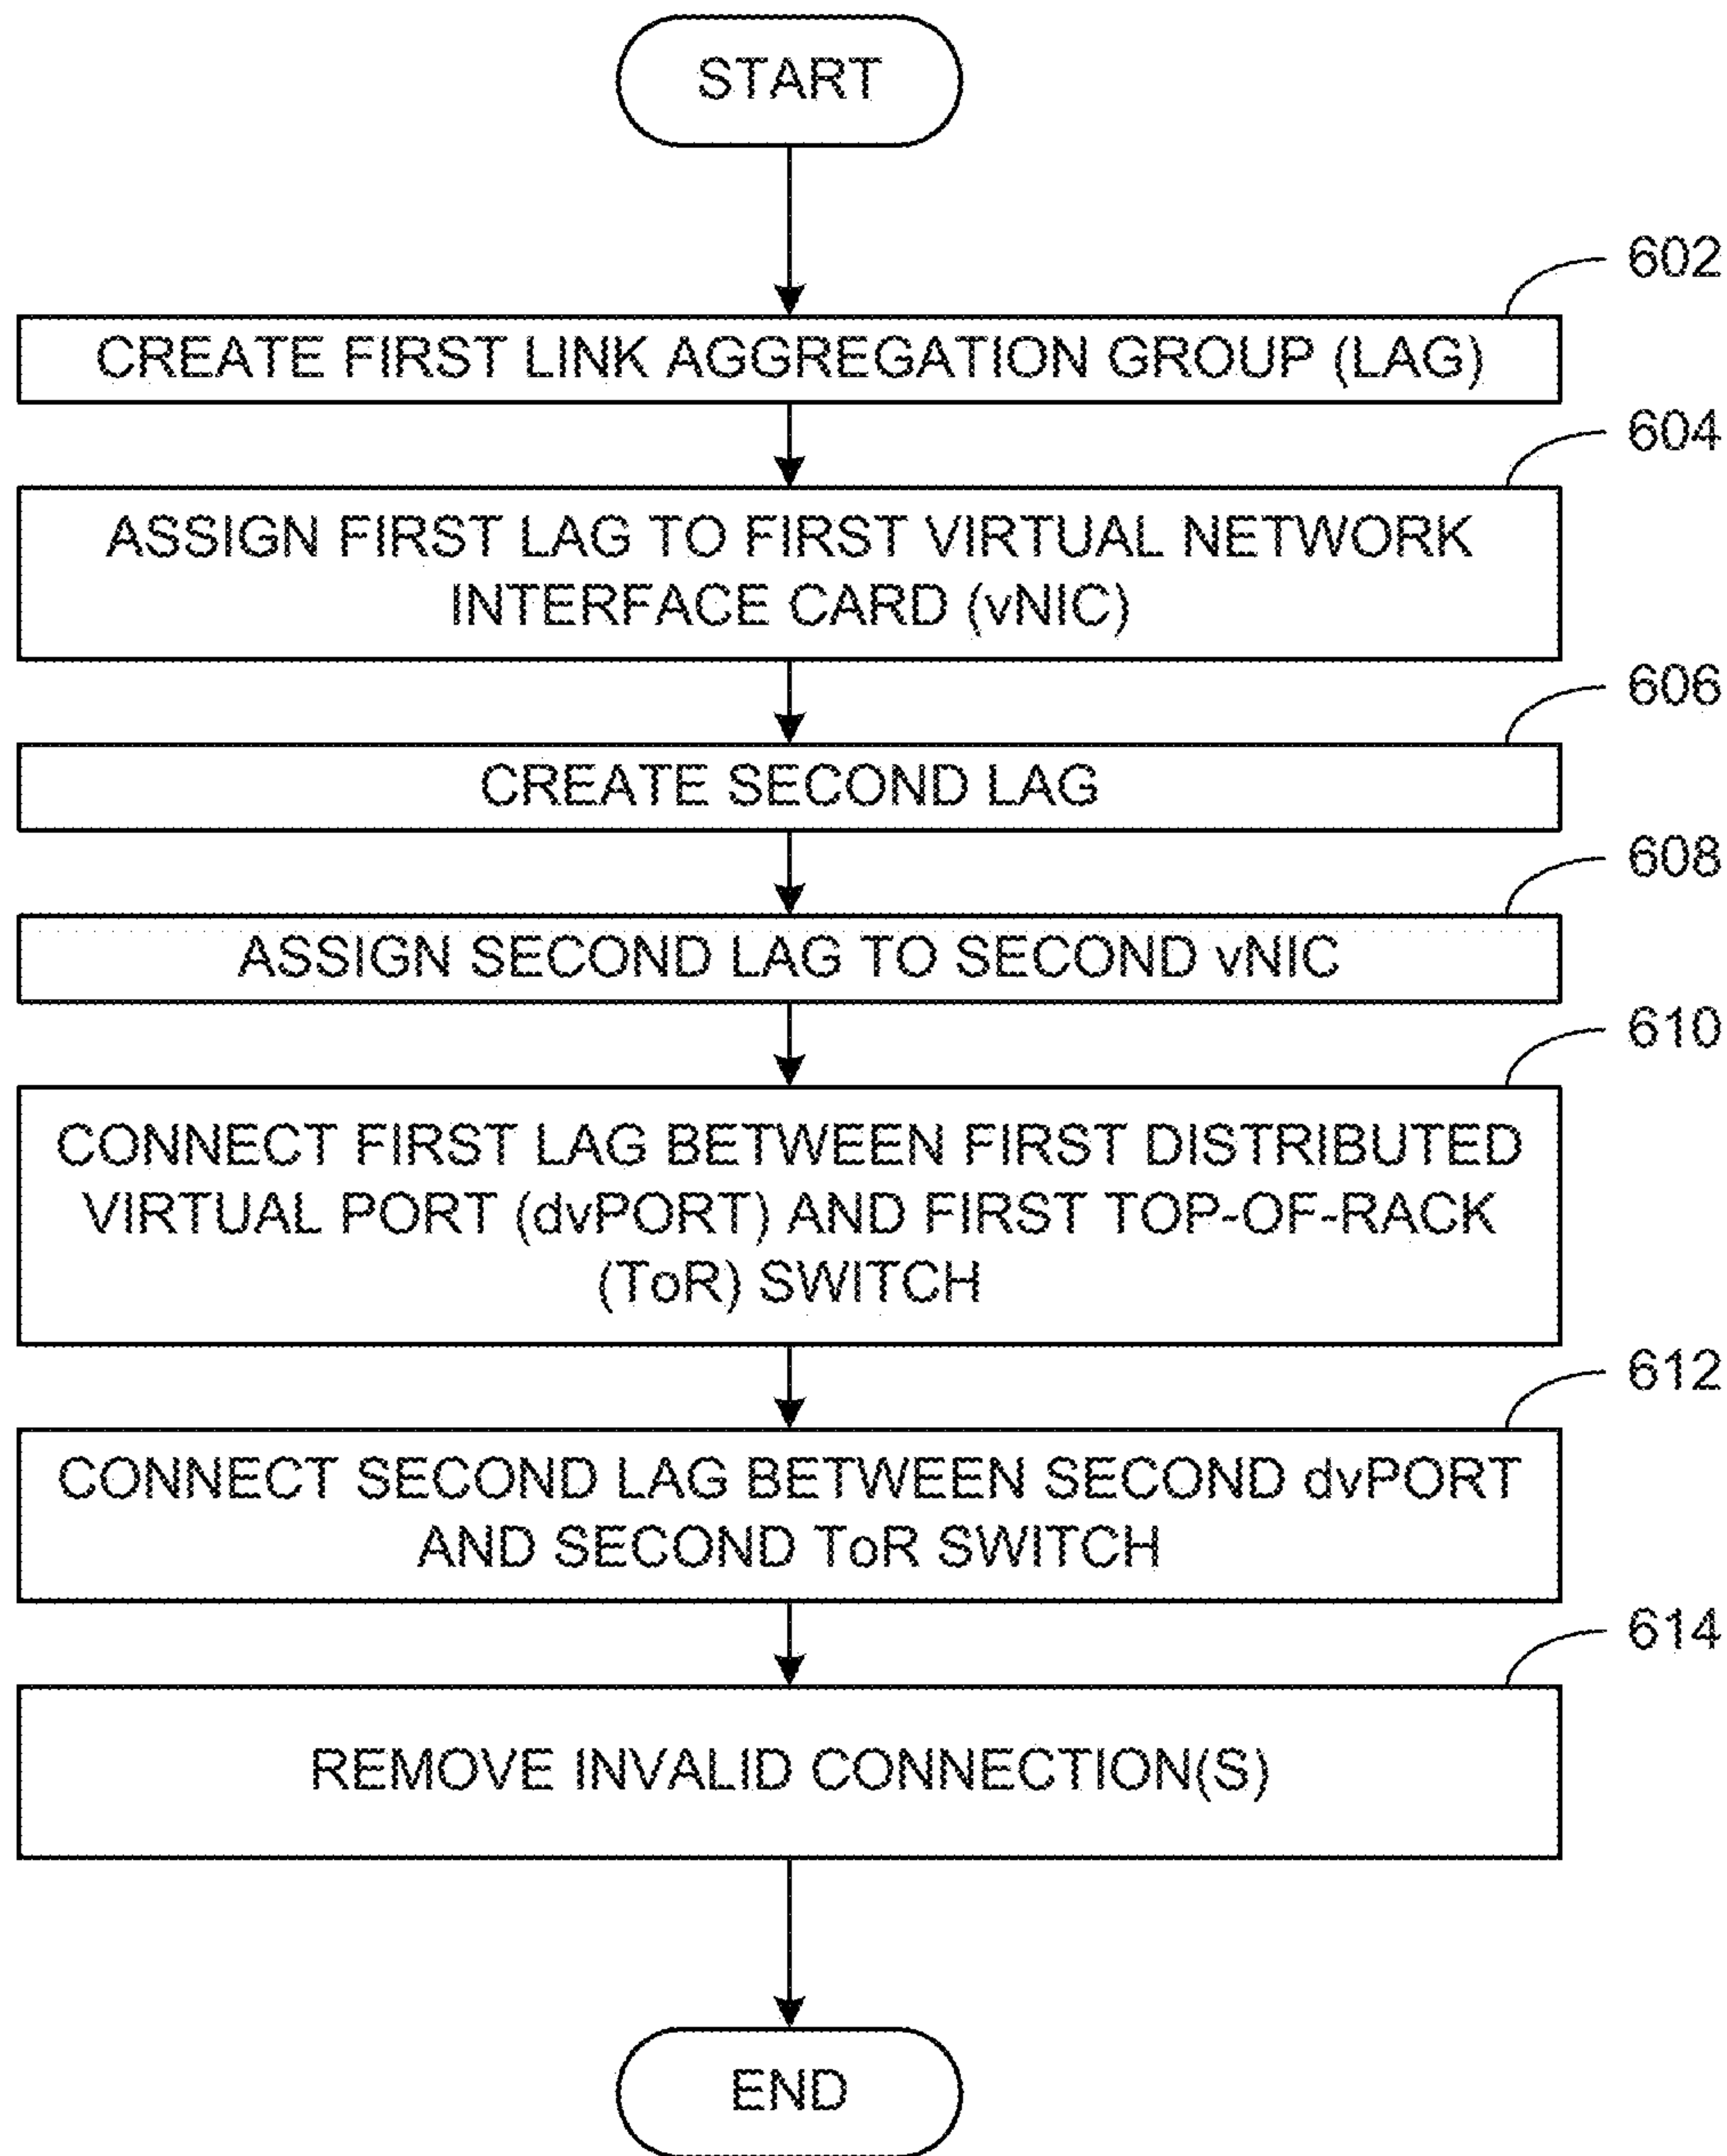 START
602
CREATE FIRST LINK AGGREGATION GROUP (LAG)
604
ASSIGN FIRST LAG TO FIRST VIRTUAL NETWORK
INTERFACE CARD (vNIC)
606
CREATE SECOND LAG
608
ASSIGN SECOND LAG TO SECOND vNIC
610
CONNECT FIRST LAG BETWEEN FIRST DISTRIBUTED
VIRTUAL PORT (dvPORT) AND FIRST TOP-OF-RACK
(ToR) SWITCH
612
CONNECT SECOND LAG BETWEEN SECOND dvPORT
AND SECOND ToR SWITCH
614
REMOVE INVALID CONNECTION(S)
END